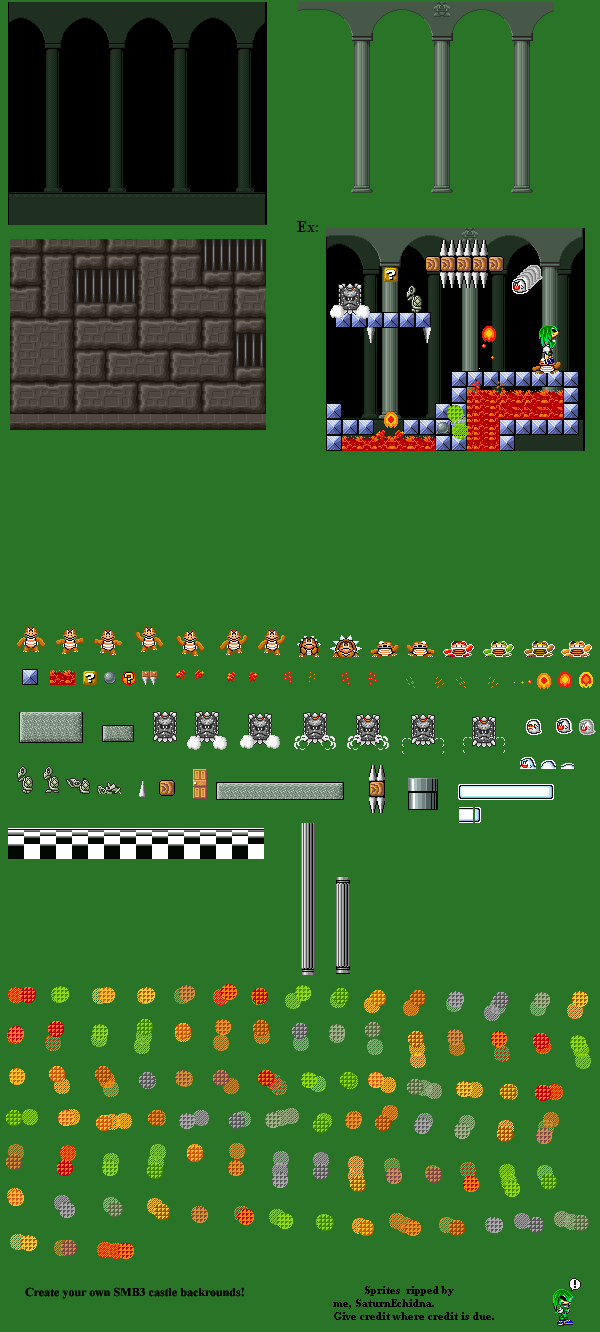 Ex:
?
?
Create your own SMB3 castle backrounds!
Sprites ripped by
me, SaturnEchidna.
Give credit where credit is due.
!